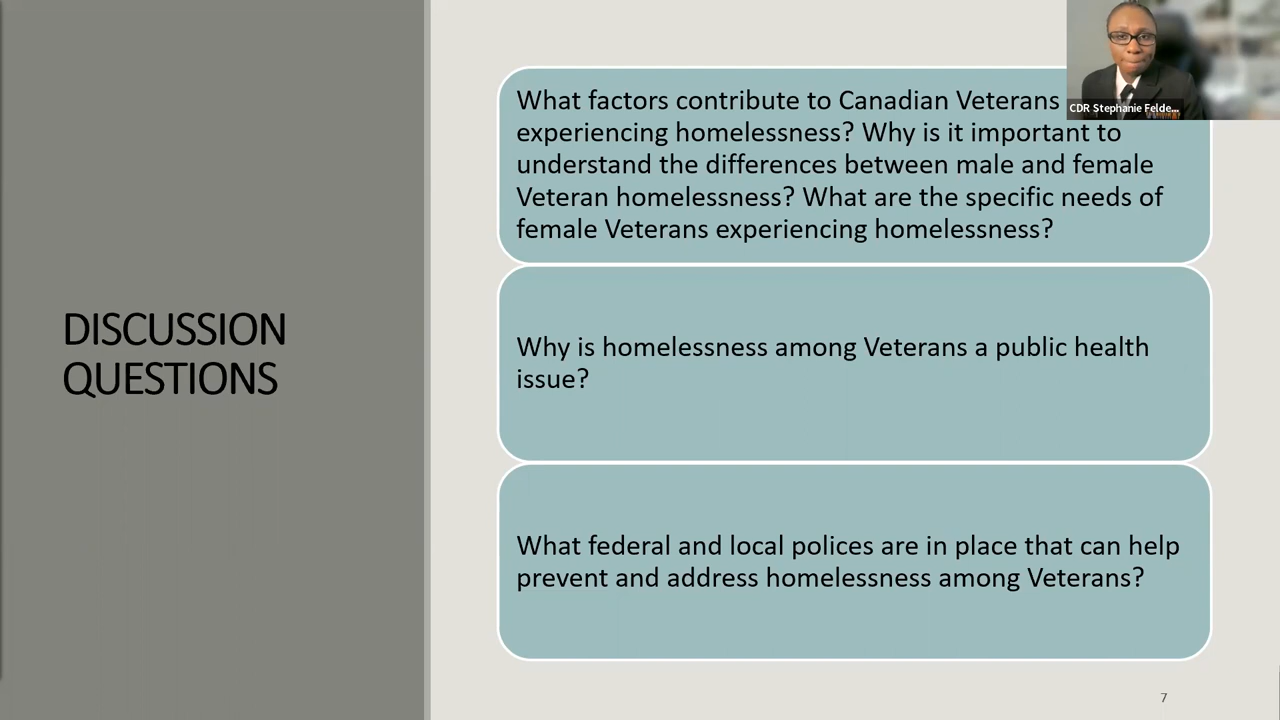 CDR Stephanie Felde...
What factors contribute to Canadian Veterans
experiencing homelessness? Why is it important to
understand the differences between male and female
Veteran homelessness? What are the specific needs of
female Veterans experiencing homelessness?
DISCUSSION
QUESTIONS
Why is homelessness among Veterans a public health
issue?
What federal and local polices are in place that can help
prevent and address homelessness among Veterans?
7